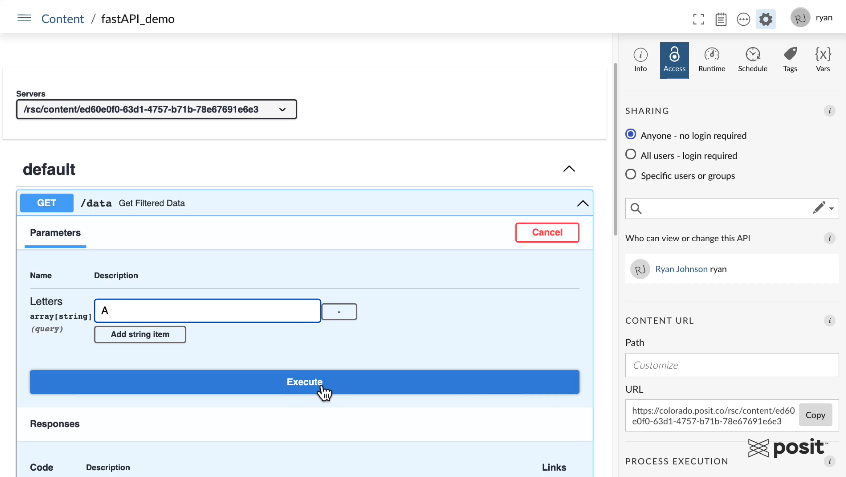 Content / fastAPI_demo
RJ ryan
Servers
/rsc/content/ed60e0f0-63d1-4757-b71b-78e67691e6e3
default
GET /data Get Filtered Data
Parameters
Cancel
Name Description
Letters
array[string]
(query)
A
-
Add string item
Execute
Responses
Code Description Links
Info Access Runtime Schedule Tags Vars
SHARING
Anyone - no login required
All users - login required
Specific users or groups
Who can view or change this API
RJ Ryan Johnson ryan
CONTENT URL
Path
Customize
URL
https://colorado.posit.co/rsc/content/ed60
e0f0-63d1-4757-b71b-78e67691e6e3
Copy
posit™
PROCESS EXECUTION